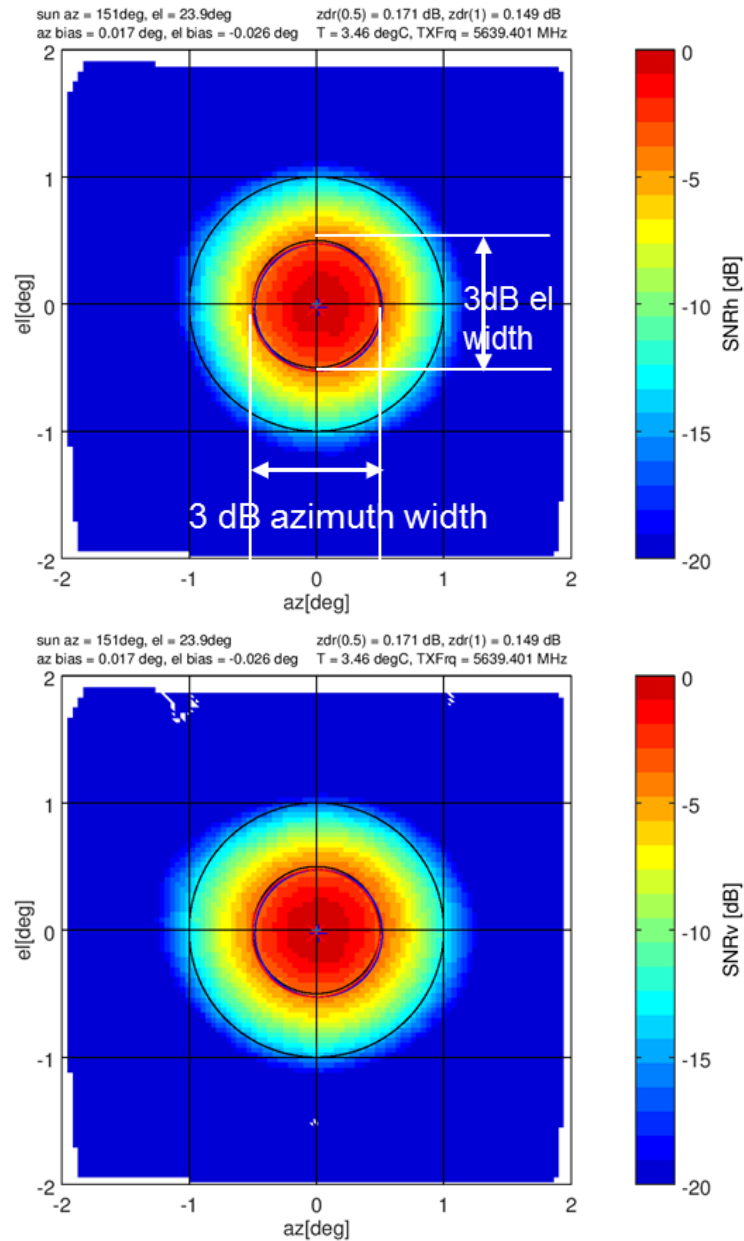 sun az = 151deg, el = 23.9deg zdr(0.5) = 0.171 dB, zdr(1) = 0.149 dB
az bias = 0.017 deg, el bias = -0.026 deg T = 3.46 degC, TXFrq = 5639.401 MHz
2
1
0
-1
-2
el[deg]
-2 -1 0 1 2
az[deg]
3dB el
width
3 dB azimuth width
0
-5
-10
-15
-20
SNRh [dB]
sun az = 151deg, el = 23.9deg zdr(0.5) = 0.171 dB, zdr(1) = 0.149 dB
az bias = 0.017 deg, el bias = -0.026 deg T = 3.46 degC, TXFrq = 5639.401 MHz
2
1
0
-1
-2
el[deg]
-2 -1 0 1 2
az[deg]
0
-5
-10
-15
-20
SNRv [dB]